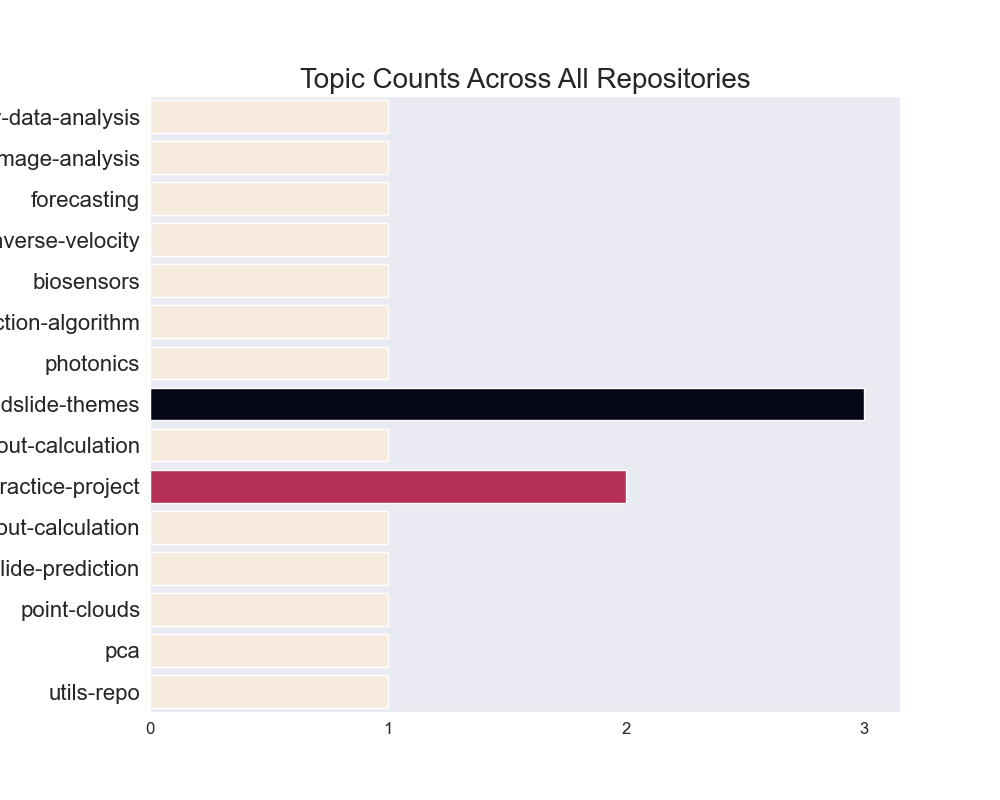 Topic Counts Across All Repositories
-data-analysis
mage-analysis
forecasting
verse-velocity
biosensors
ction-algorithm
photonics
dslide-themes
out-calculation
ractice-project
out-calculation
lide-prediction
point-clouds
pca
utils-repo
0 1 2 3